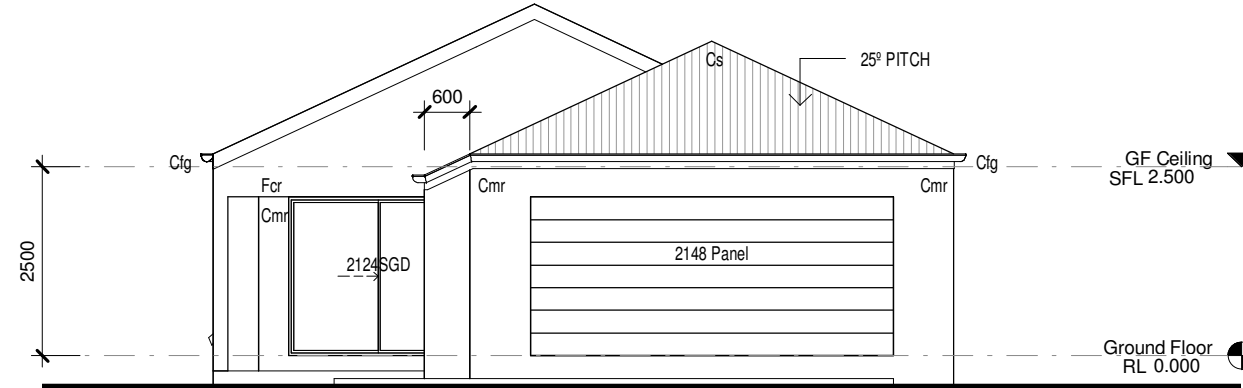 Cs
25º PITCH
600
Cfg
Cfg
GF Ceiling
SFL 2.500
Fcr
Cmr
Cmr
Cmr
2500
2124SGD
2148 Panel
Ground Floor
RL 0.000